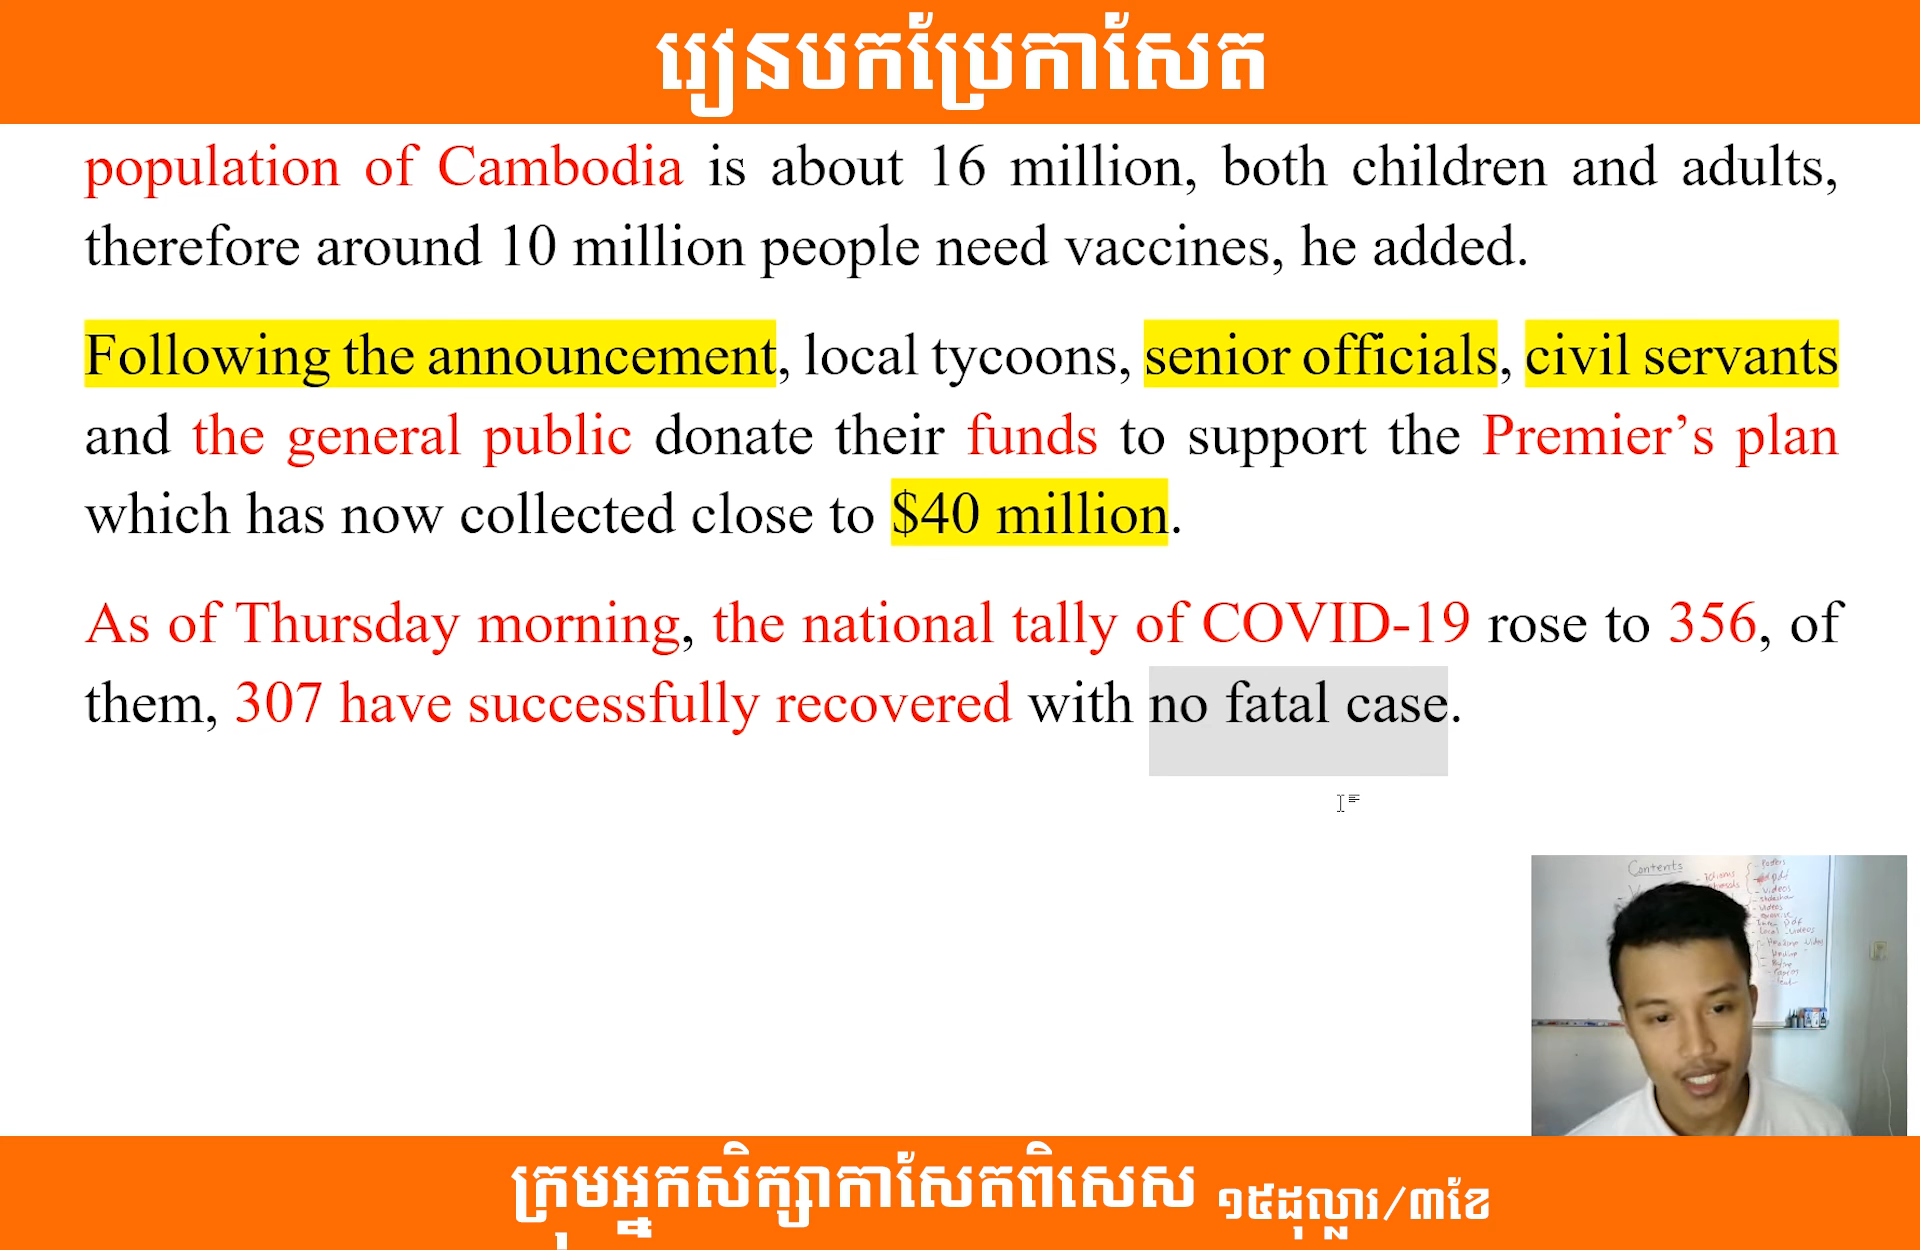 រៀនបកប្រែកាសែត
population of Cambodia is about 16 million, both children and adults,
therefore around 10 million people need vaccines, he added.
Following the announcement, local tycoons, senior officials, civil servants
and the general public donate their funds to support the Premier’s plan
which has now collected close to $40 million.
As of Thursday morning, the national tally of COVID-19 rose to 356, of
them, 307 have successfully recovered with no fatal case.
Contents
Idioms
pdf
Videos
ក្រុមអ្នកសិក្សាកាសែតពិសេស ១៥ដុល្លារ/៣ខែ